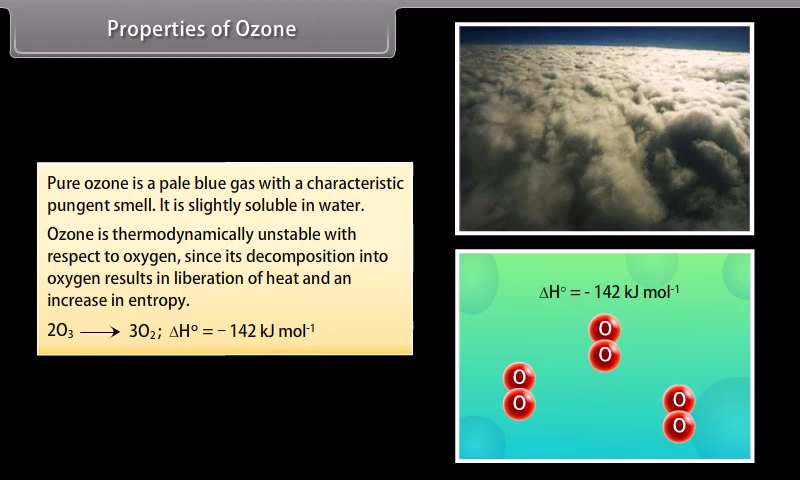 Properties of Ozone
Pure ozone is a pale blue gas with a characteristic
pungent smell. It is slightly soluble in water.
Ozone is thermodynamically unstable with
respect to oxygen, since its decomposition into
oxygen results in liberation of heat and an
increase in entropy.
2O₃ ⟶ 3O₂; ΔHº = – 142 kJ mol⁻¹
ΔH° = - 142 kJ mol⁻¹
O
O
O
O
O
O